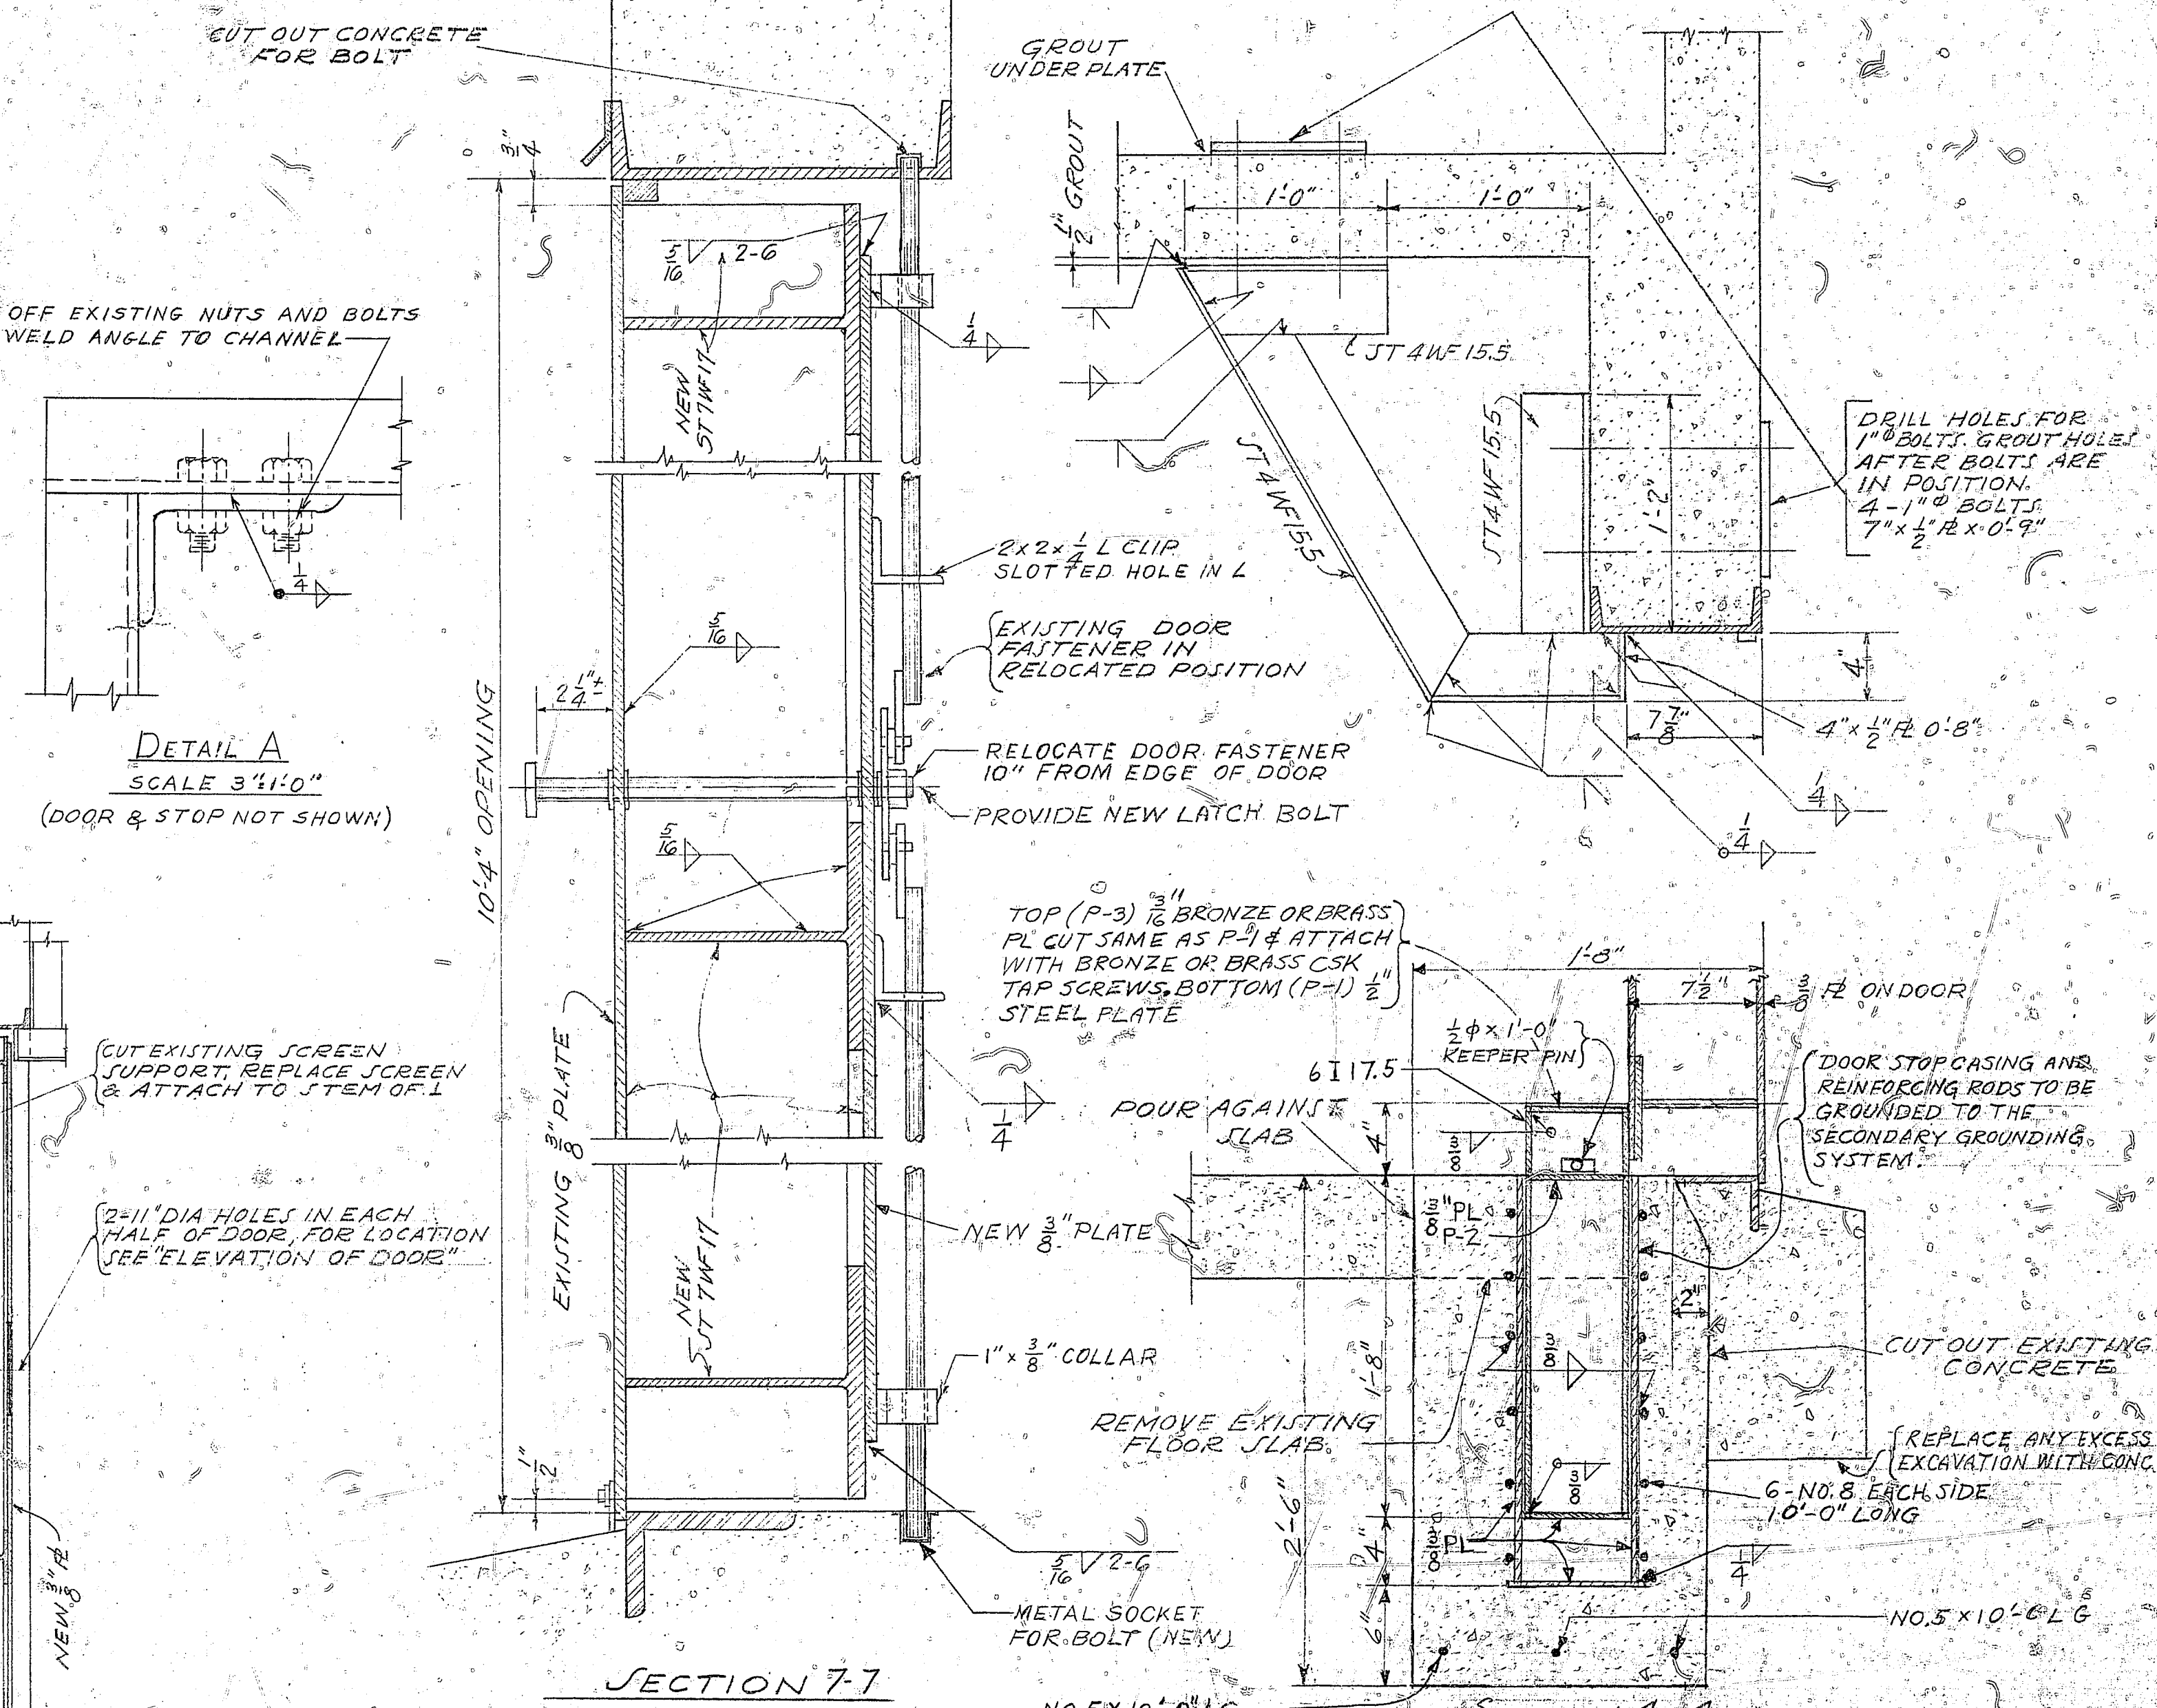 CUT OUT CONCRETE
FOR BOLT
3"
4
5
16
2-6
NEW
ST7WF17
1
4
OFF EXISTING NUTS AND BOLTS
WELD ANGLE TO CHANNEL
1
4
DETAIL A
SCALE 3"=1'-0"
(DOOR & STOP NOT SHOWN)
10'-4" OPENING
2 1/4"±
5
16
2x2x 1/4 L CLIP
SLOTTED HOLE IN L
EXISTING DOOR
FASTENER IN
RELOCATED POSITION
RELOCATE DOOR FASTENER
10" FROM EDGE OF DOOR
PROVIDE NEW LATCH BOLT
5
16
EXISTING 3/8" PLATE
1
4
CUT EXISTING SCREEN
SUPPORT, REPLACE SCREEN
& ATTACH TO STEM OF ⊥
2-11" DIA HOLES IN EACH
HALF OF DOOR, FOR LOCATION
SEE "ELEVATION OF DOOR"
NEW 3/8" PL
NEW 3/8" PLATE
NEW
ST 7WF17
1" x 3/8" COLLAR
1"
2
5
16
2-6
METAL SOCKET
FOR BOLT (NEW)
SECTION 7-7
GROUT
UNDER PLATE
1/2" GROUT
1'-0"
1'-0"
ST 4WF 15.5
ST 4WF15.5
ST4WF15.5
1'-2"
DRILL HOLES FOR
1"⌀ BOLTS. GROUT HOLES
AFTER BOLTS ARE
IN POSITION.
4-1"⌀ BOLTS.
7" x 1/2" PL x 0'-9"
4"
7 7/8"
4" x 1/2" PL 0'-8"
1
4
1
4
TOP (P-3) 3/16" BRONZE OR BRASS
PL CUT SAME AS P-1 & ATTACH
WITH BRONZE OR BRASS CSK
TAP SCREWS. BOTTOM (P-1) 1/2"
STEEL PLATE
1'-8"
7 1/2"
3/8 PL ON DOOR
1/2 ⌀ x 1'-0"
KEEPER PIN
6 I 17.5
POUR AGAINST
SLAB
4"
3
8
3/8" PL
P-2
DOOR STOP CASING AND
REINFORCING RODS TO BE
GROUNDED TO THE
SECONDARY GROUNDING
SYSTEM.
2"
1'-8"
3
8
CUT OUT EXISTING
CONCRETE
REMOVE EXISTING
FLOOR SLAB.
REPLACE ANY EXCESS
EXCAVATION WITH CONC
3
8
6-NO.8 EACH SIDE
10'-0" LONG
2'-6"
4"
3/8 PL
1
4
6"
NO.5 x 10'-6 LG